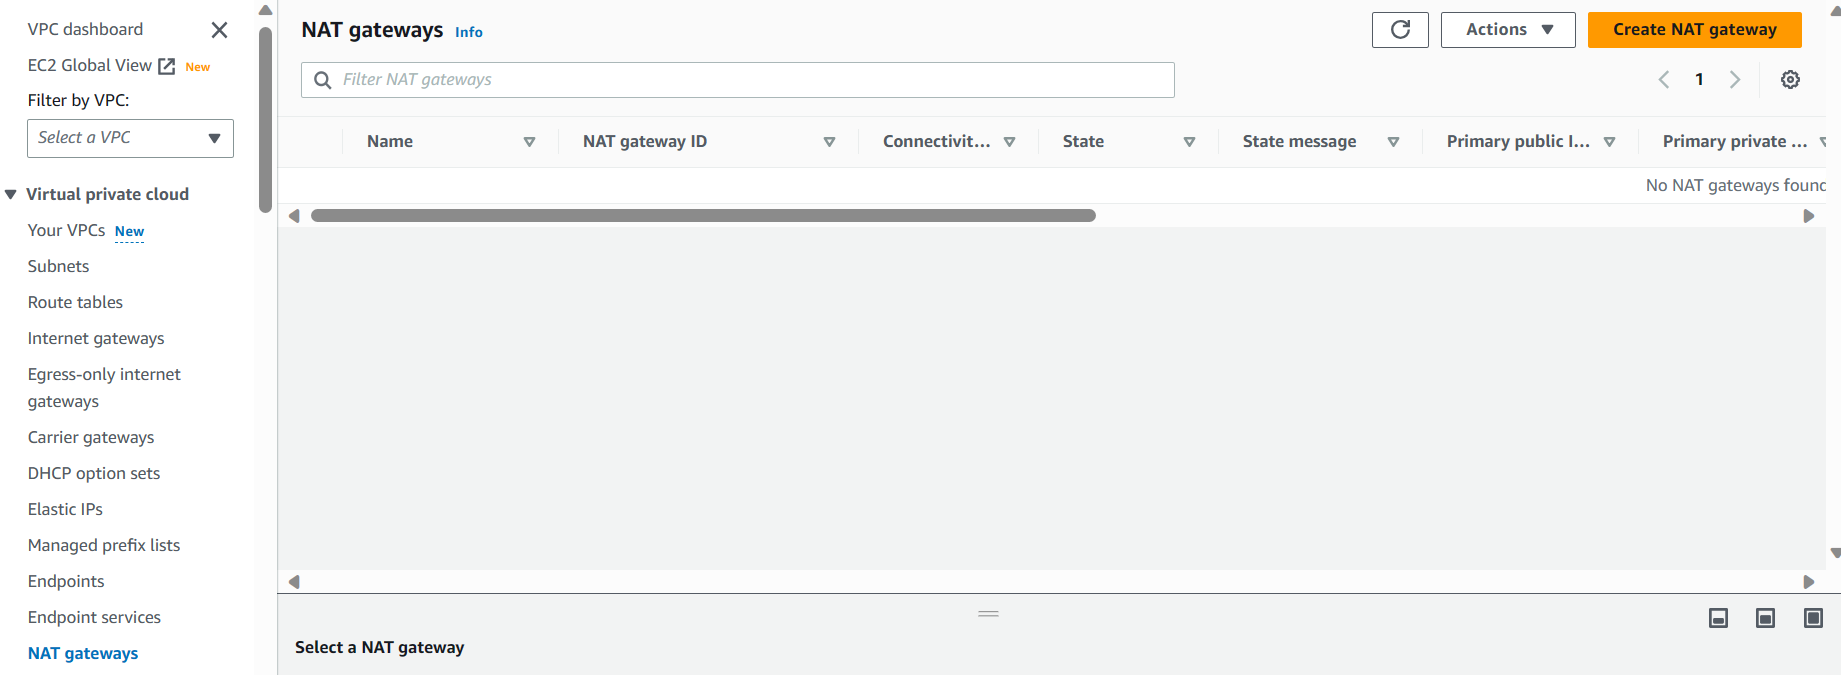 VPC dashboard
EC2 Global View New
Filter by VPC:
Select a VPC
Virtual private cloud
Your VPCs New
Subnets
Route tables
Internet gateways
Egress-only internet
gateways
Carrier gateways
DHCP option sets
Elastic IPs
Managed prefix lists
Endpoints
Endpoint services
NAT gateways
NAT gateways Info
Actions
Create NAT gateway
Filter NAT gateways
1
Name NAT gateway ID Connectivit... State State message Primary public I... Primary private ...
No NAT gateways found
Select a NAT gateway